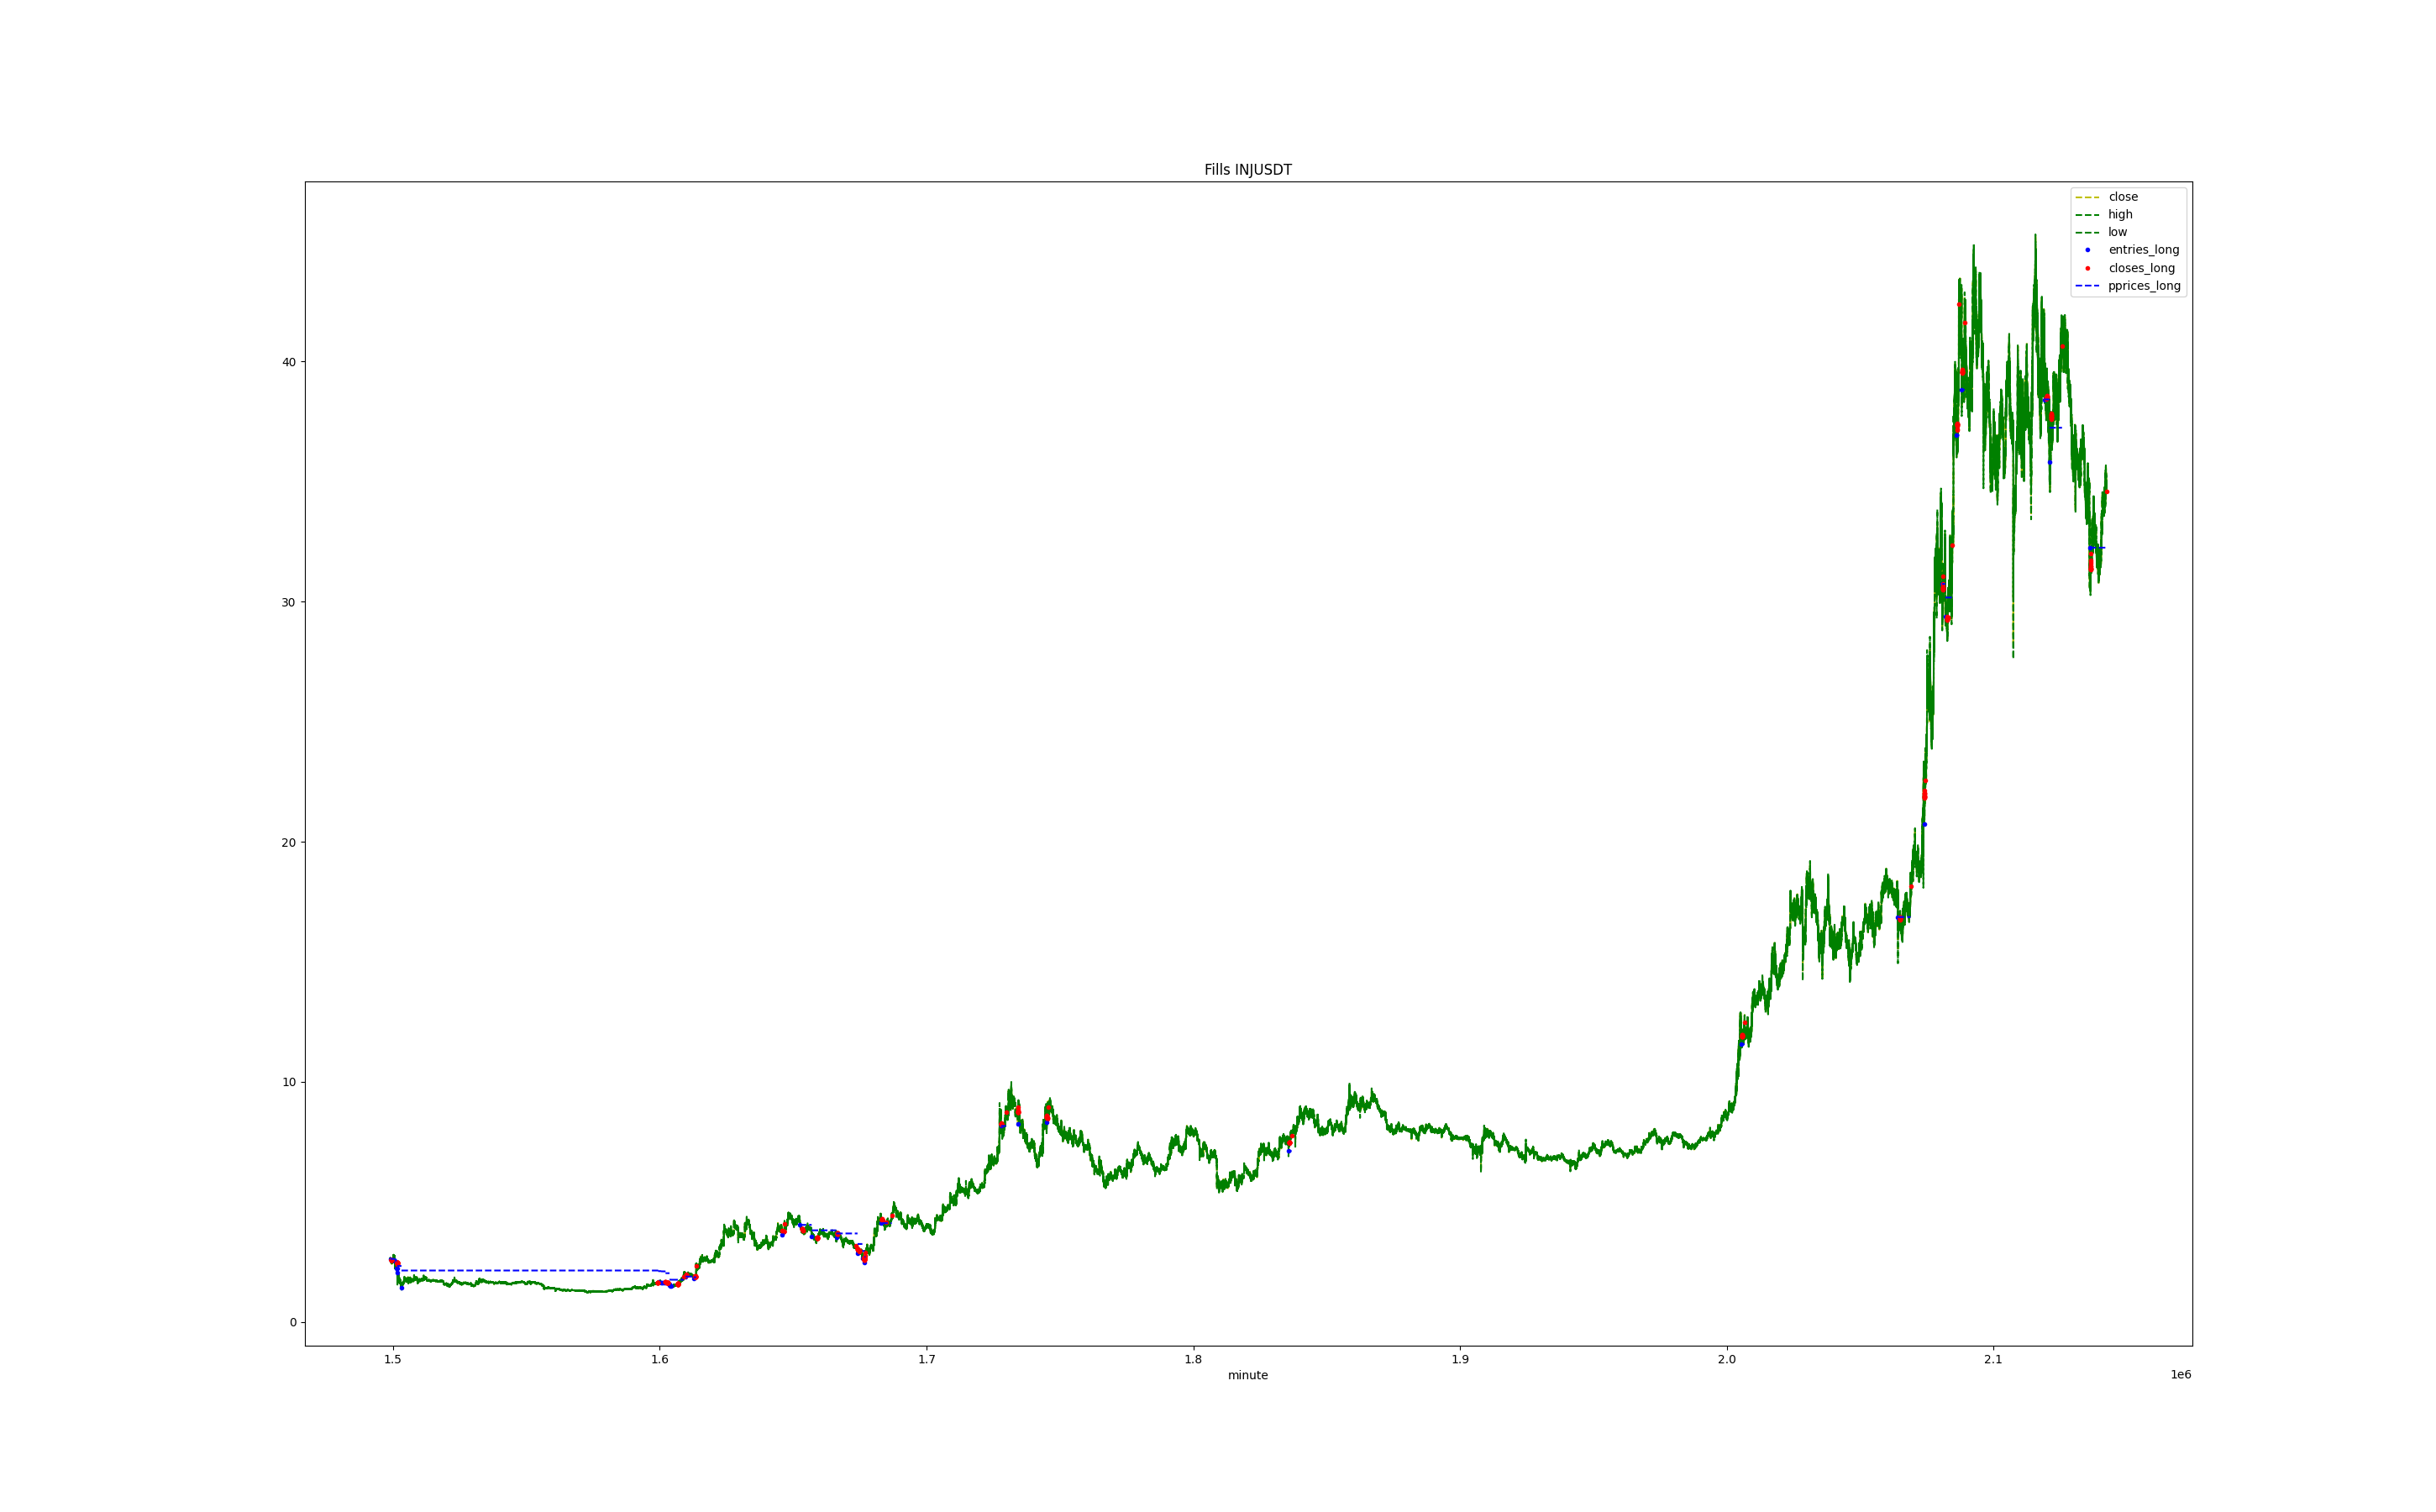 Fills INJUSDT
close
high
low
entries_long
closes_long
pprices_long
40
30
20
10
0
1.5 1.6 1.7 1.8 1.9 2.0 2.1
minute 1e6